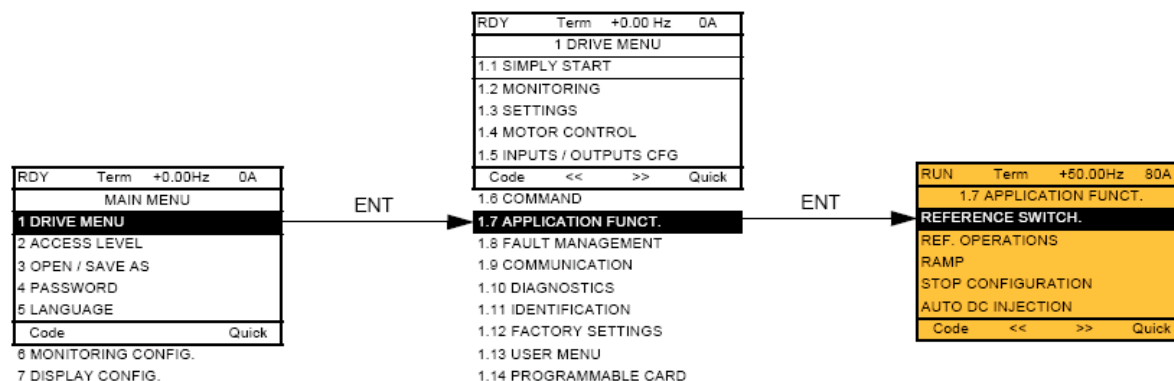 RDY Term +0.00Hz 0A
MAIN MENU
1 DRIVE MENU
2 ACCESS LEVEL
3 OPEN / SAVE AS
4 PASSWORD
5 LANGUAGE
Code Quick
6 MONITORING CONFIG.
7 DISPLAY CONFIG.
ENT
RDY Term +0.00 Hz 0A
1 DRIVE MENU
1.1 SIMPLY START
1.2 MONITORING
1.3 SETTINGS
1.4 MOTOR CONTROL
1.5 INPUTS / OUTPUTS CFG
Code << >> Quick
1.6 COMMAND
1.7 APPLICATION FUNCT.
1.8 FAULT MANAGEMENT
1.9 COMMUNICATION
1.10 DIAGNOSTICS
1.11 IDENTIFICATION
1.12 FACTORY SETTINGS
1.13 USER MENU
1.14 PROGRAMMABLE CARD
ENT
RUN Term +50.00Hz 80A
1.7 APPLICATION FUNCT.
REFERENCE SWITCH.
REF. OPERATIONS
RAMP
STOP CONFIGURATION
AUTO DC INJECTION
Code << >> Quick